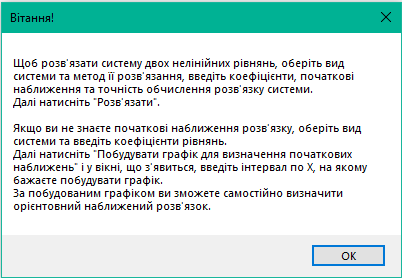 Вітання!
Щоб розв'язати систему двох нелінійних рівнянь, оберіть вид
системи та метод її розв'язання, введіть коефіцієнти, початкові
наближення та точність обчислення розв'язку системи.
Далі натисніть "Розв'язати".
Якщо ви не знаєте початкові наближення розв'язку, оберіть вид
системи та введіть коефіцієнти рівнянь.
Далі натисніть "Побудувати графік для визначення початкових
наближень" і у вікні, що з'явиться, введіть інтервал по X, на якому
бажаєте побудувати графік.
За побудованим графіком ви зможете самостійно визначити
орієнтовний наближений розв'язок.
OK